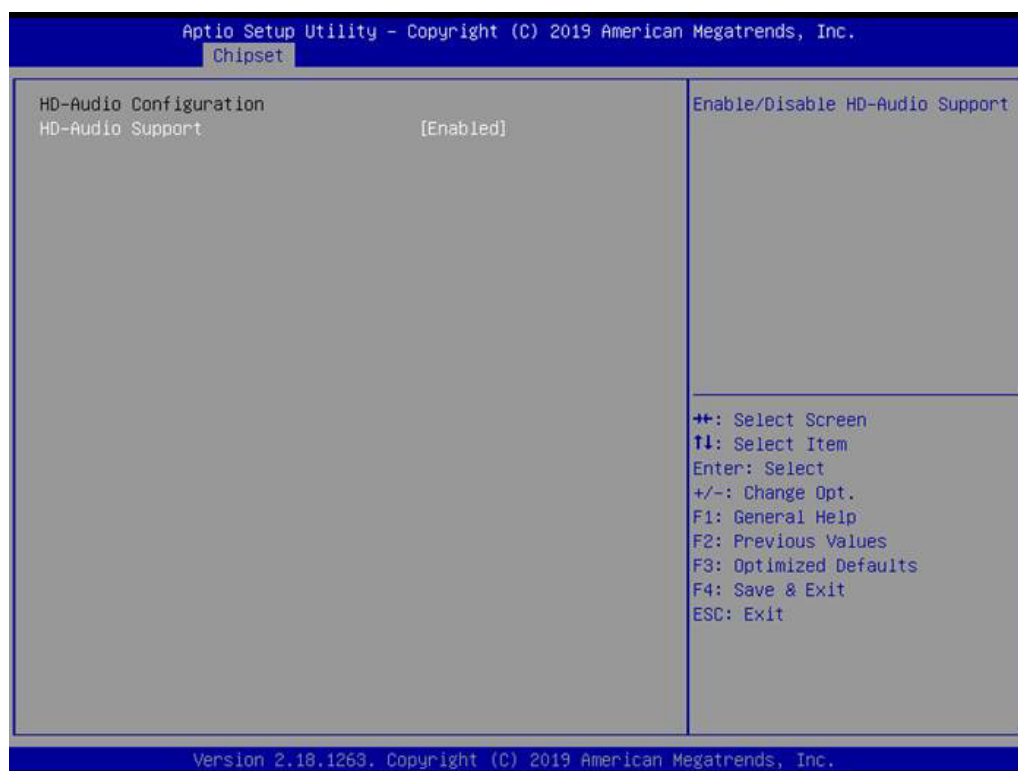 Aptio Setup Utility – Copyright (C) 2019 American Megatrends, Inc.
Chipset
HD-Audio Configuration
HD-Audio Support [Enabled]
Enable/Disable HD-Audio Support
→←: Select Screen
↑↓: Select Item
Enter: Select
+/-: Change Opt.
F1: General Help
F2: Previous Values
F3: Optimized Defaults
F4: Save & Exit
ESC: Exit
Version 2.18.1263. Copyright (C) 2019 American Megatrends, Inc.